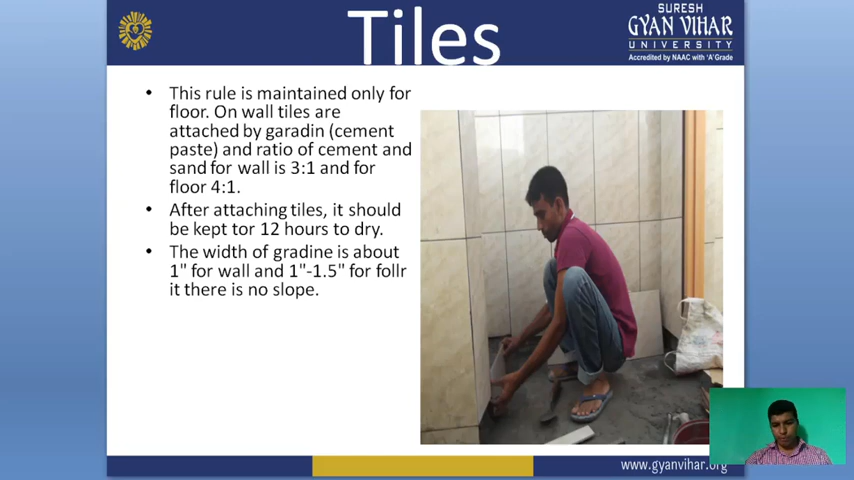 Tiles
SURESH
GYAN VIHAR
UNIVERSITY
Accredited by NAAC with 'A' Grade
• This rule is maintained only for
floor. On wall tiles are
attached by garadin (cement
paste) and ratio of cement and
sand for wall is 3:1 and for
floor 4:1.
• After attaching tiles, it should
be kept tor 12 hours to dry.
• The width of gradine is about
1" for wall and 1"-1.5" for follr
it there is no slope.
www.gyanvihar.org